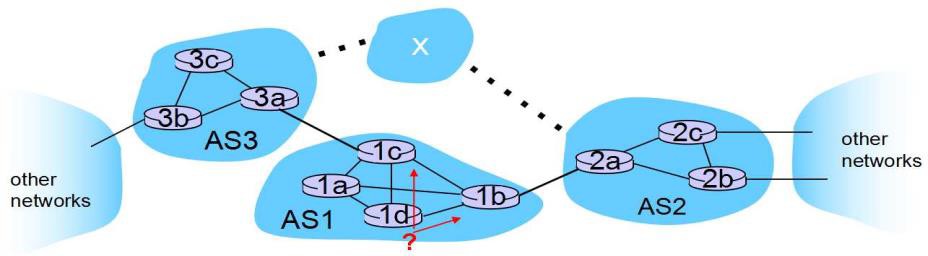 3c
x
3a
3b
AS3
other
networks
1c
1a
1d
1b
AS1
?
2c
2a
2b
AS2
other
networks